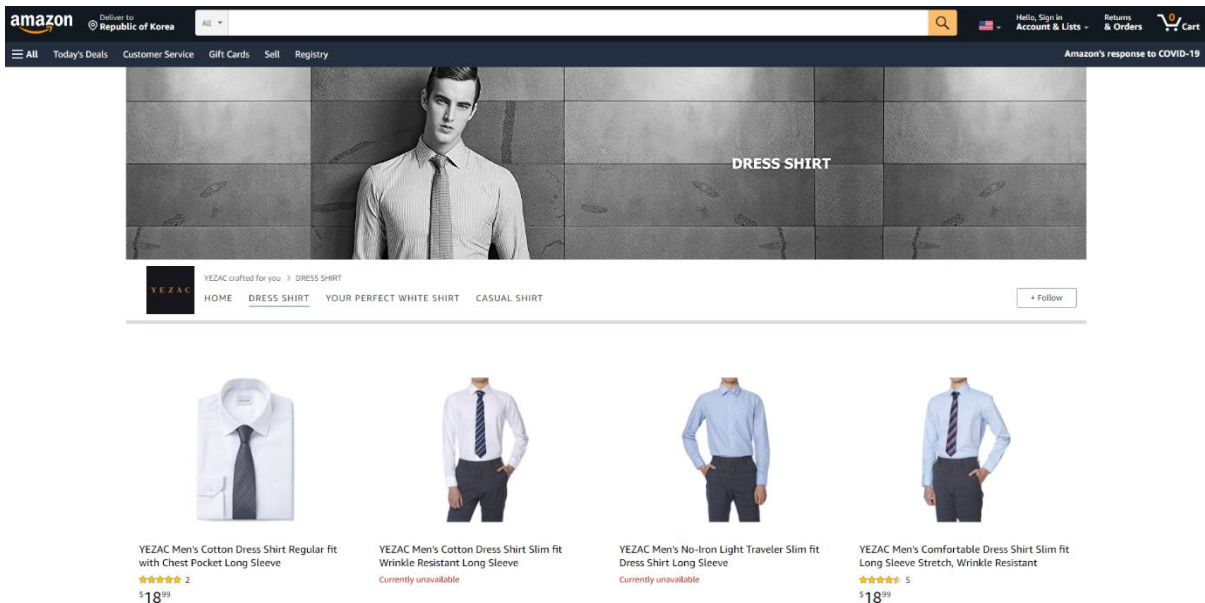 amazon
Deliver to
Republic of Korea
All
Hello, Sign in
Account & Lists
Returns
& Orders
0
Cart
All Today's Deals Customer Service Gift Cards Sell Registry
Amazon's response to COVID-19
DRESS SHIRT
YEZAC
YEZAC crafted for you > DRESS SHIRT
HOME DRESS SHIRT YOUR PERFECT WHITE SHIRT CASUAL SHIRT
+ Follow
YEZAC Men's Cotton Dress Shirt Regular fit
with Chest Pocket Long Sleeve
2
$18.99
YEZAC Men's Cotton Dress Shirt Slim fit
Wrinkle Resistant Long Sleeve
Currently unavailable
YEZAC Men's No-Iron Light Traveler Slim fit
Dress Shirt Long Sleeve
Currently unavailable
YEZAC Men's Comfortable Dress Shirt Slim fit
Long Sleeve Stretch, Wrinkle Resistant
5
$18.99